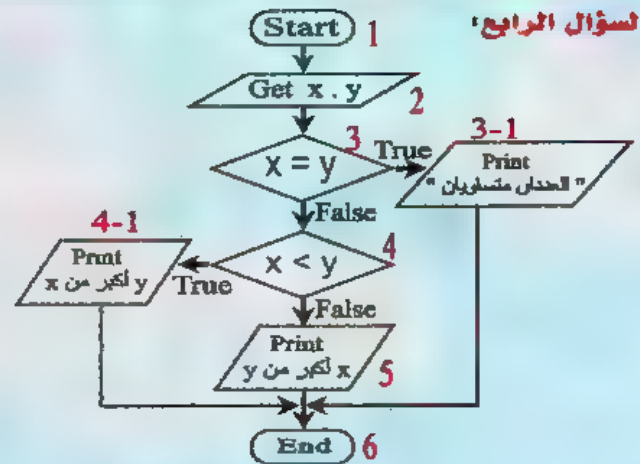 السؤال الرابع:
Start 1
Get x . y 2
3
x = y
True
3-1
Print
" العددان متساويان "
False
4
x < y
True
4-1
Print
y أكبر من x
False
Print
x أكبر من y
5
End 6